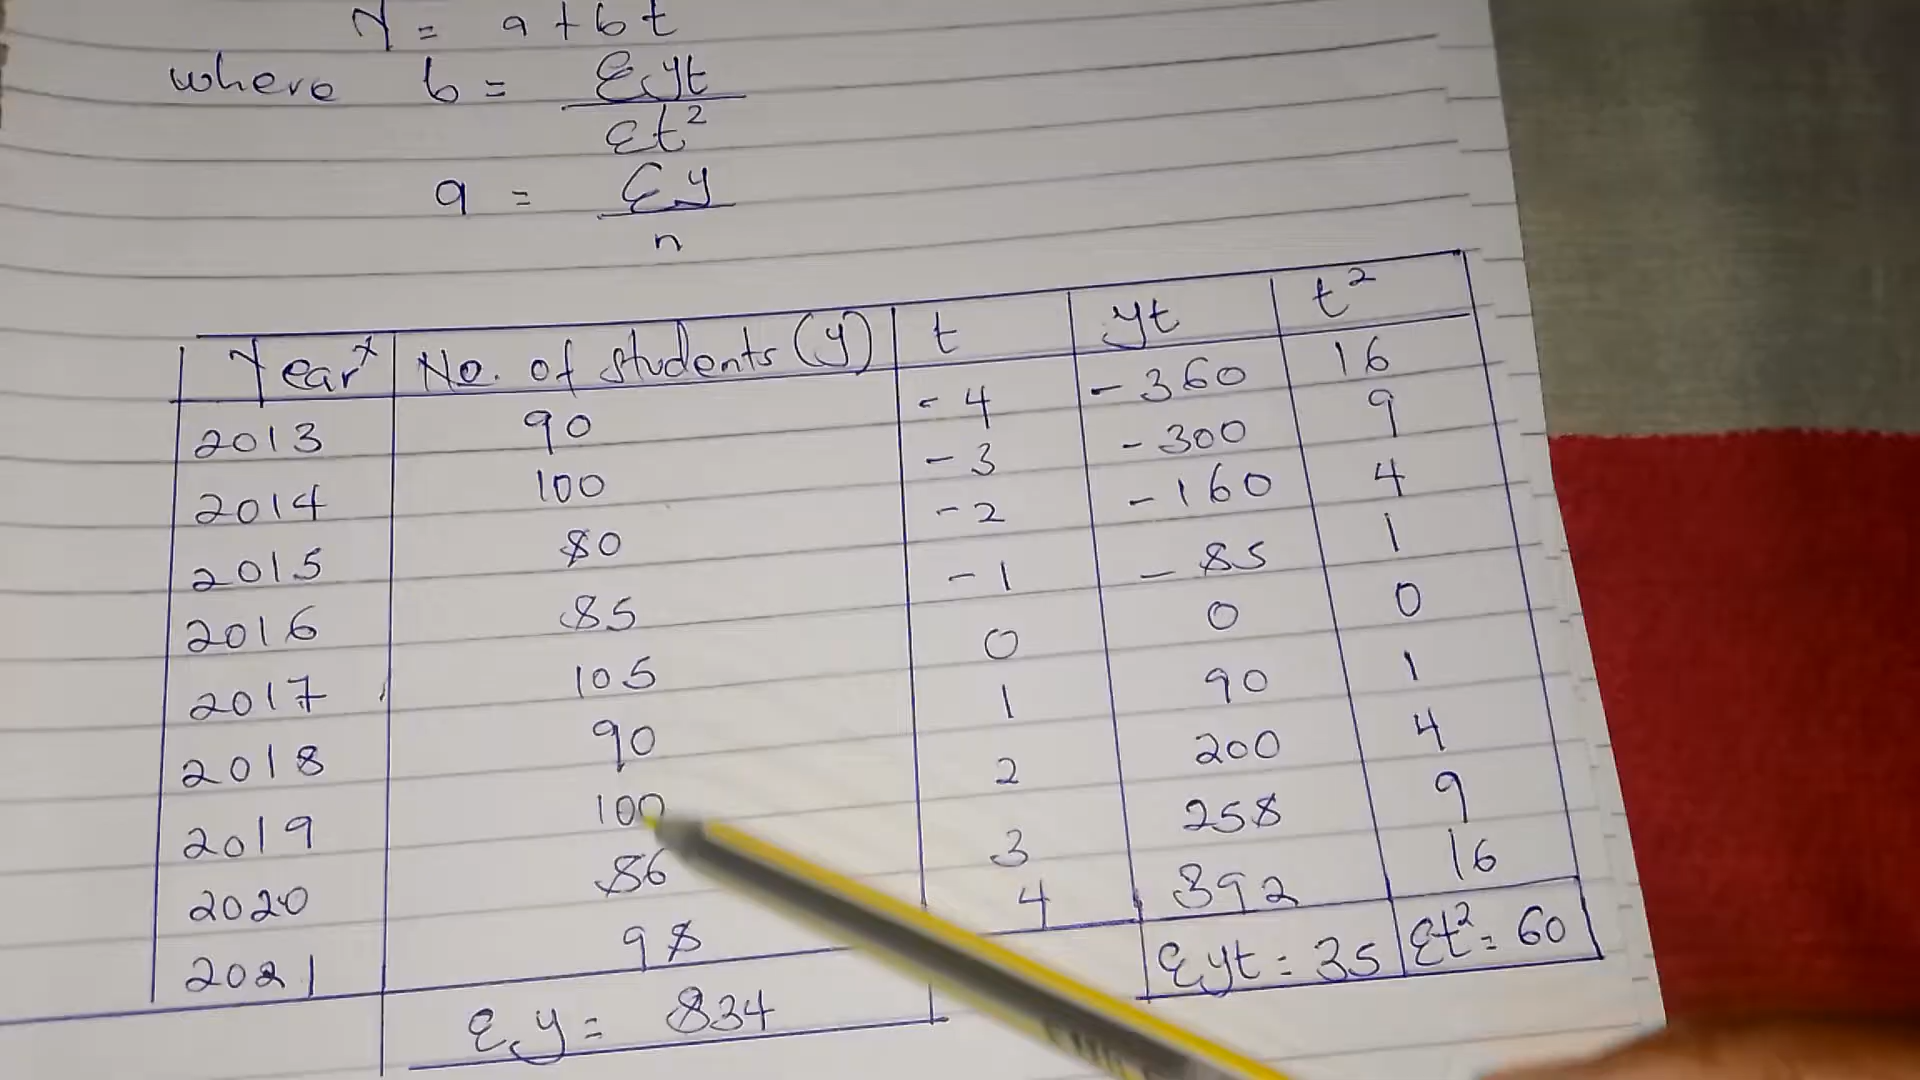 Y = a + bt
where b = Σyt
Σt²
a = Σy
n
Year x No. of students (y) t yt t²
2013 90 -4 -360 16
2014 100 -3 -300 9
2015 80 -2 -160 4
2016 85 -1 -85 1
2017 105 0 0 0
2018 90 1 90 1
2019 100 2 200 4
2020 86 3 258 9
2021 98 4 392 16
Σy = 834 Σyt = 35 Σt² = 60